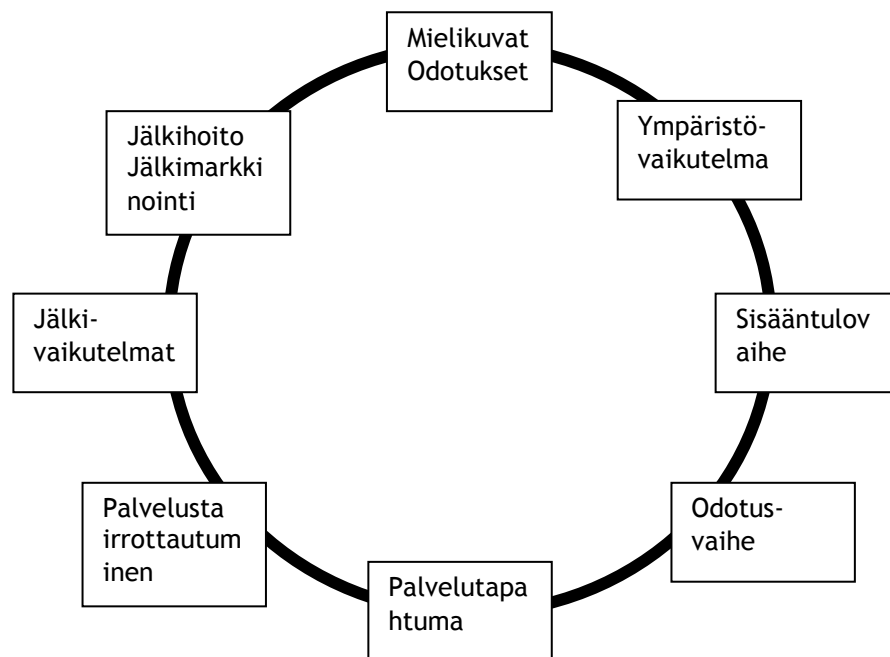 Mielikuvat
Odotukset
Ympäristö-
vaikutelma
Sisääntulov
aihe
Odotus-
vaihe
Palvelutapa
htuma
Palvelusta
irrottautum
inen
Jälki-
vaikutelmat
Jälkihoito
Jälkimarkki
nointi